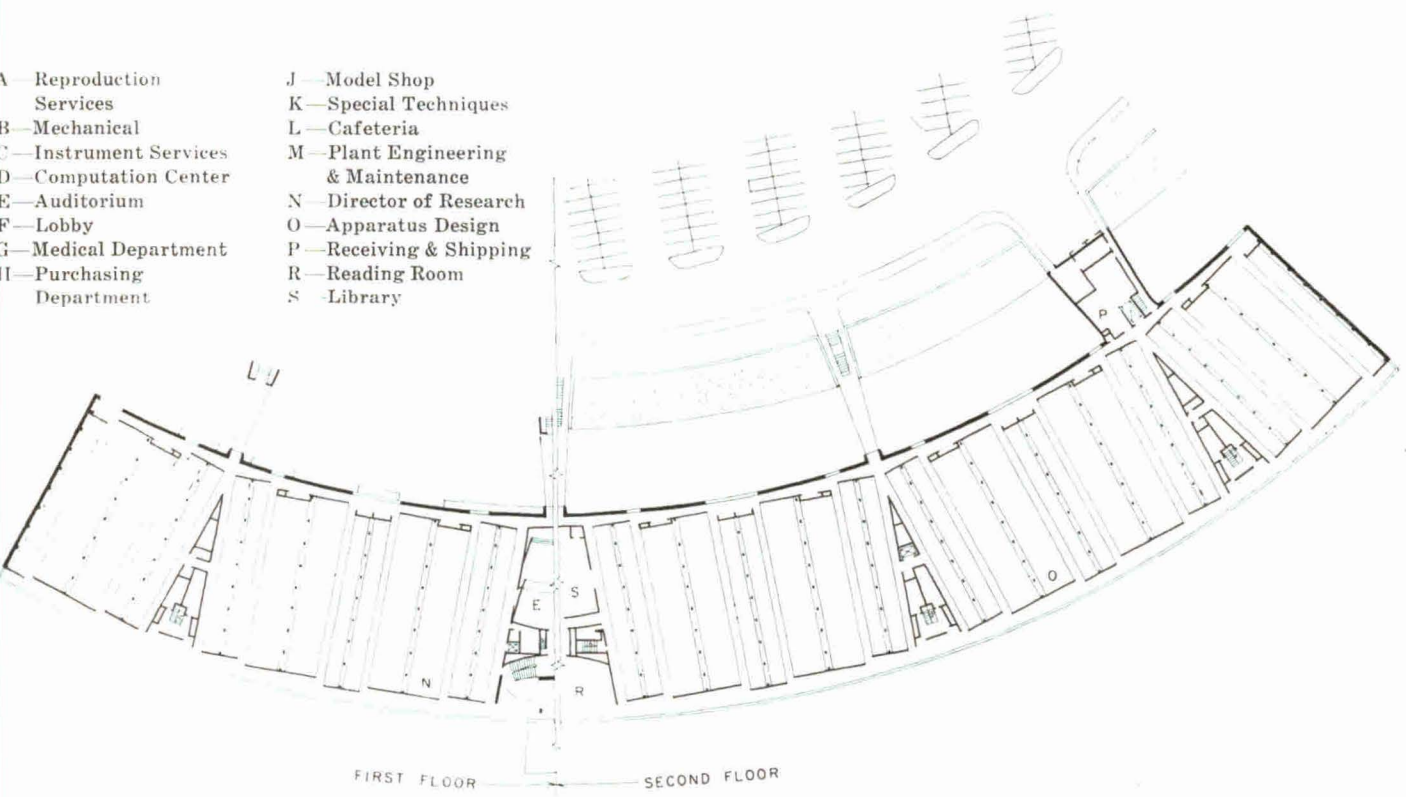 A—Reproduction
Services
B—Mechanical
C—Instrument Services
D—Computation Center
E—Auditorium
F—Lobby
G—Medical Department
H—Purchasing
Department
J—Model Shop
K—Special Techniques
L—Cafeteria
M—Plant Engineering
& Maintenance
N—Director of Research
O—Apparatus Design
P—Receiving & Shipping
R—Reading Room
S—Library
P
O
E
S
N
R
FIRST FLOOR
SECOND FLOOR